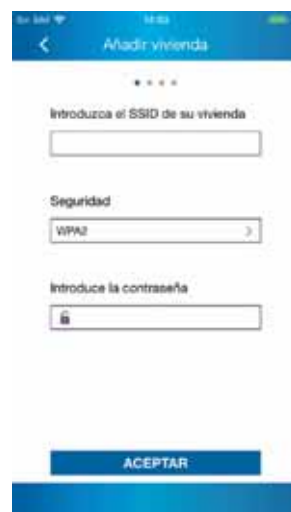 Añadir vivienda
Introduzca el SSID de su vivienda
Seguridad
WPA2
Introduce la contraseña
ACEPTAR